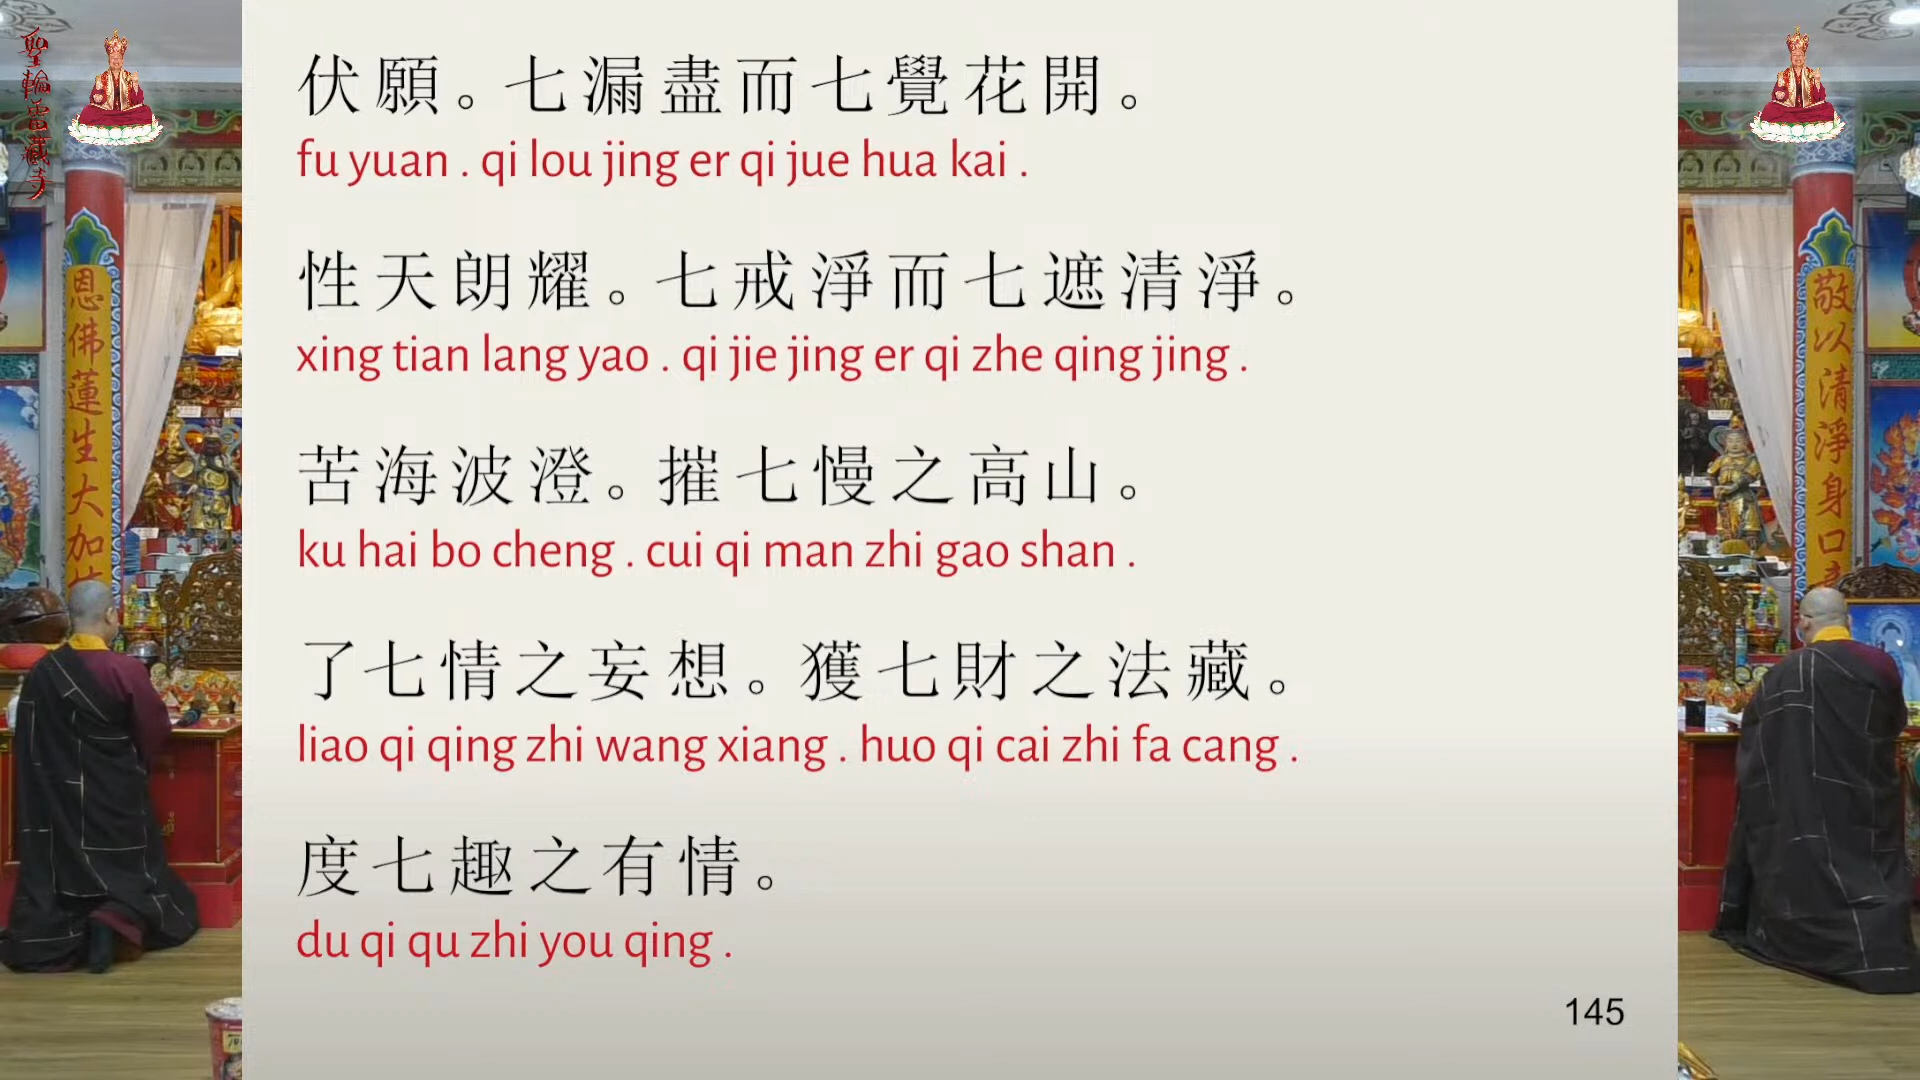 聖輪雷藏寺
恩佛蓮生大加
伏願。七漏盡而七覺花開。
fu yuan . qi lou jing er qi jue hua kai .
性天朗耀。七戒淨而七遮清淨。
xing tian lang yao . qi jie jing er qi zhe qing jing .
苦海波澄。摧七慢之高山。
ku hai bo cheng . cui qi man zhi gao shan .
了七情之妄想。獲七財之法藏。
liao qi qing zhi wang xiang . huo qi cai zhi fa cang .
度七趣之有情。
du qi qu zhi you qing .
145
敬以清淨身口